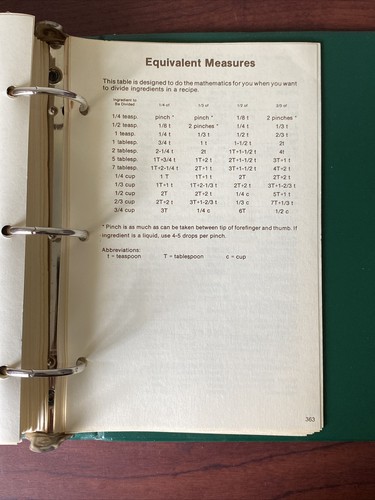 Equivalent Measures
This table is designed to do the mathematics for you when you want
to divide ingredients in a recipe.
Ingredient to
Be Divided 1/4 of 1/3 of 1/2 of 2/3 of
1/4 teasp. pinch * pinch * 1/8 t 2 pinches *
1/2 teasp. 1/8 t 2 pinches * 1/4 t 1/3 t
1 teasp. 1/4 t 1/3 t 1/2 t 2/3 t
1 tablesp. 3/4 t 1 t 1-1/2 t 2t
2 tablesp. 2-1/4 t 2t 1T+1-1/2 t 4t
5 tablesp. 1T+3/4 t 1T+2 t 2T+1-1/2 t 3T+1 t
7 tablesp. 1T+2-1/4 t 2T+1 t 3T+1-1/2 t 4T+2 t
1/4 cup 1 T 1T+1 t 2T 2T+2 t
1/3 cup 1T+1 t 1T+2-1/3 t 2T+2 t 3T+1-2/3 t
1/2 cup 2T 2T+2 t 1/4 c 5T+1 t
2/3 cup 2T+2 t 3T+1-2/3 t 1/3 c 7T+1/3 t
3/4 cup 3T 1/4 c 6T 1/2 c
* Pinch is as much as can be taken between tip of forefinger and thumb. If
ingredient is a liquid, use 4-5 drops per pinch.
Abbreviations:
t = teaspoon T = tablespoon c = cup
363